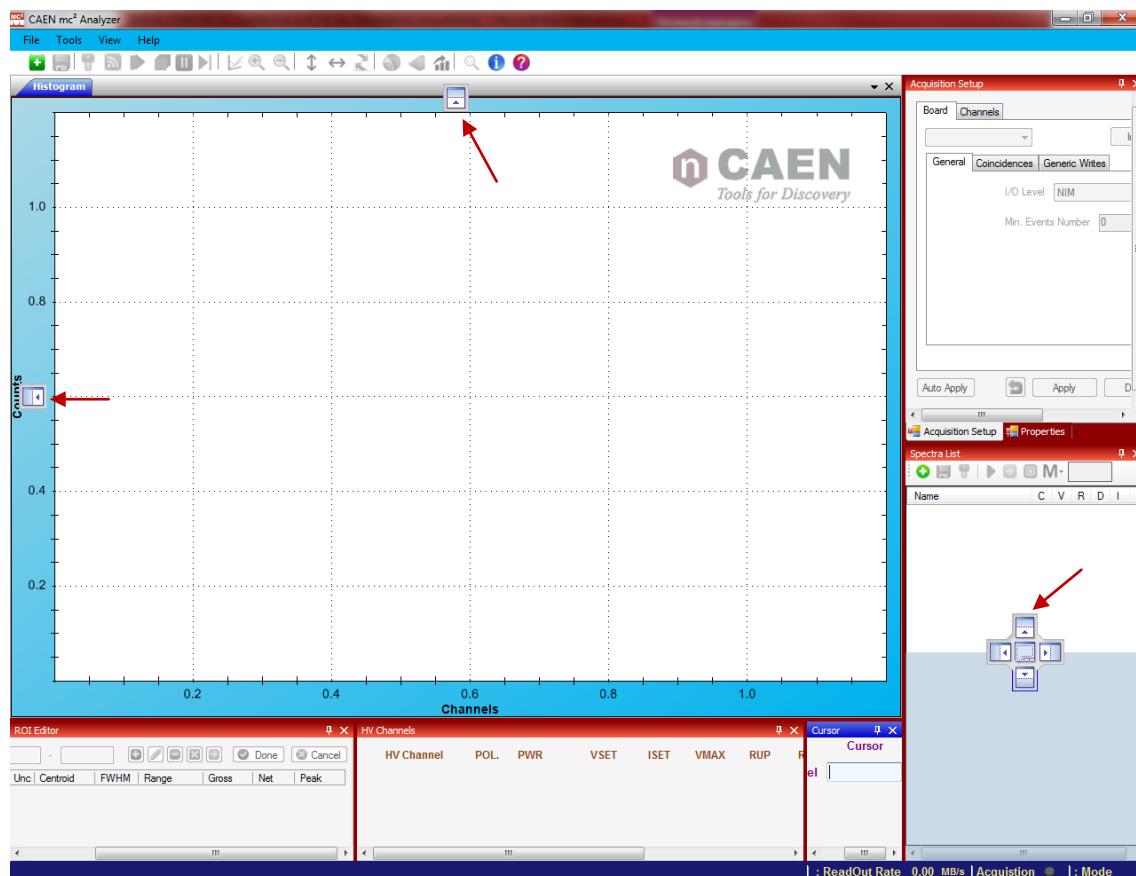 CAEN mc² Analyzer
File Tools View Help
Histogram
n CAEN
Tools for Discovery
1.0
0.8
0.4
0.2
Counts
0.2 0.4 0.6 0.8 1.0
Channels
Acquisition Setup
Board Channels
General Coincidences Generic Writes
I/O Level NIM
Min. Events Number 0
Auto Apply Apply D
Acquisition Setup Properties
Spectra List
M
Name C V R D I
ROI Editor
- Done Cancel
Unc Centroid FWHM Range Gross Net Peak
HV Channels
HV Channel POL. PWR VSET ISET VMAX RUP R
Cursor
Cursor
el
: ReadOut Rate 0.00 MB/s Acquistion : Mode